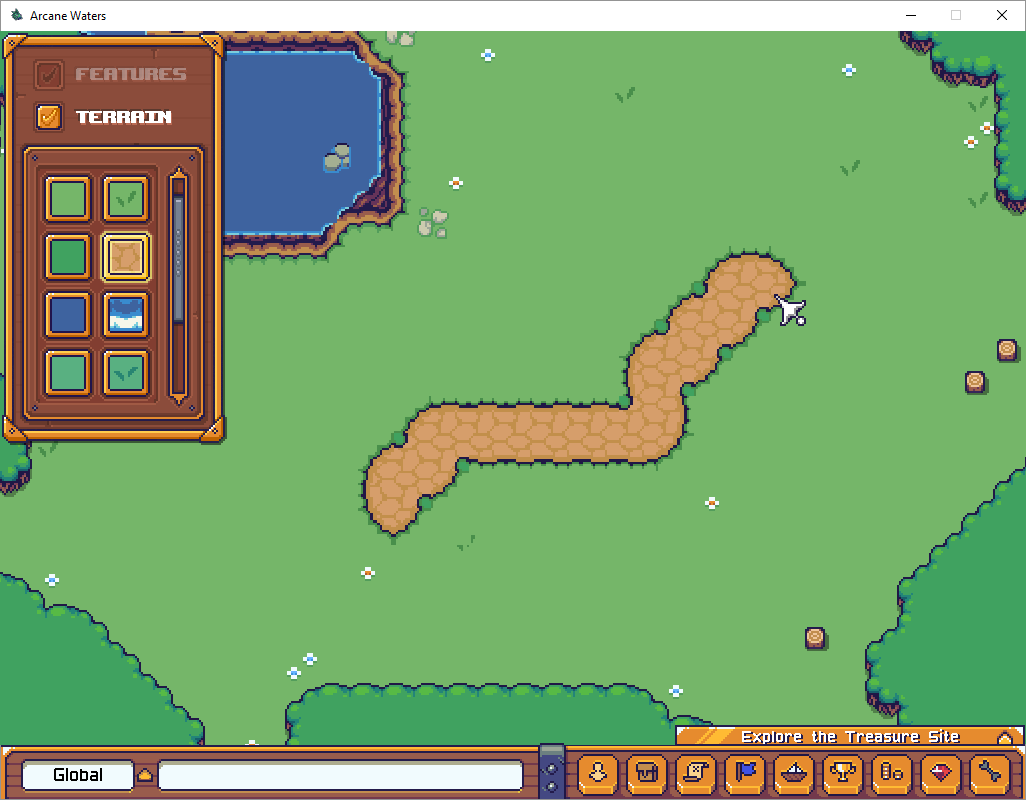 Arcane Waters
FEATURES
TERRAIN
Explore the Treasure Site
Global